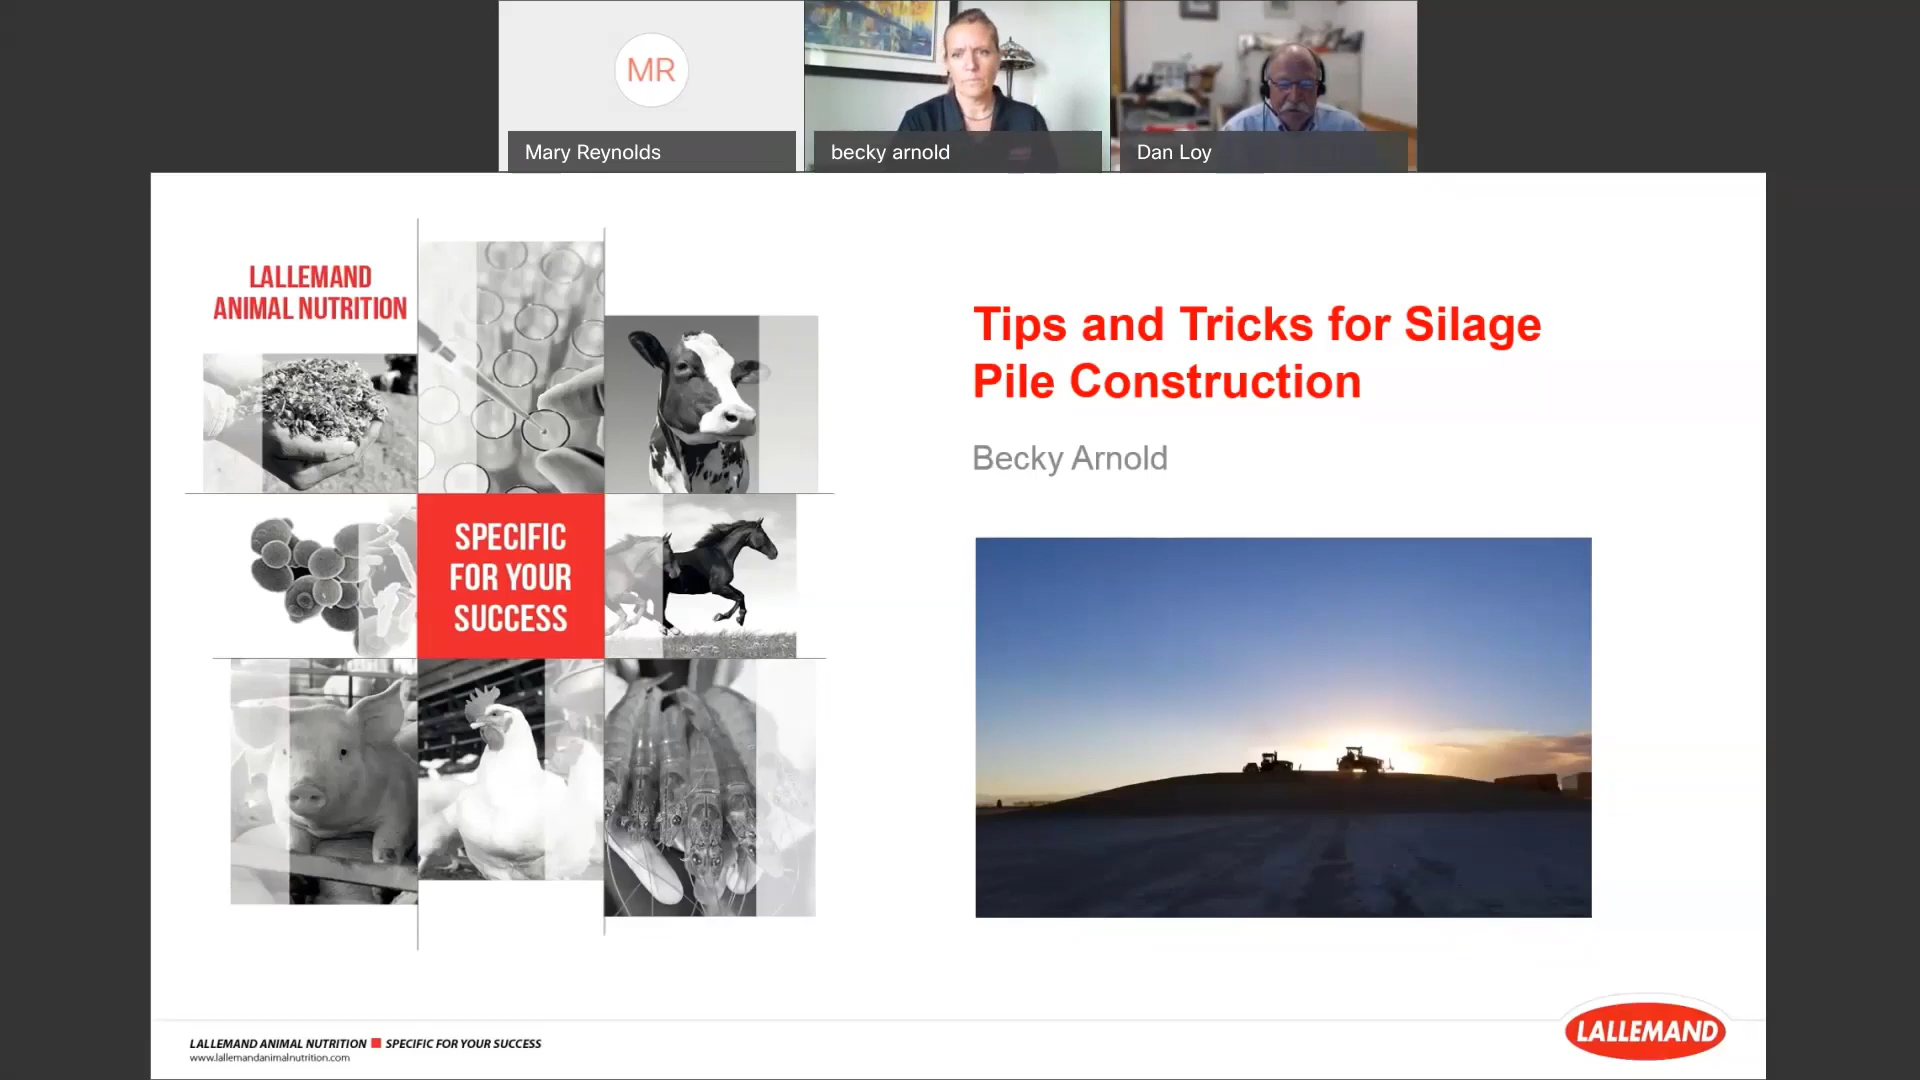 MR
Mary Reynolds
becky arnold
Dan Loy
LALLEMAND
ANIMAL NUTRITION
SPECIFIC
FOR YOUR
SUCCESS
Tips and Tricks for Silage
Pile Construction
Becky Arnold
LALLEMAND ANIMAL NUTRITION SPECIFIC FOR YOUR SUCCESS
www.lallemandanimalnutrition.com
LALLEMAND